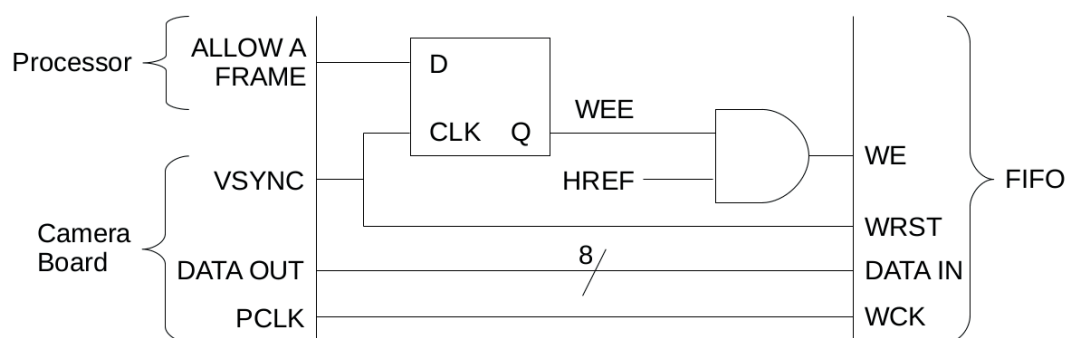 Processor
ALLOW A
FRAME
D
CLK Q
WEE
HREF
WE
VSYNC
FIFO
Camera
Board
WRST
8
DATA OUT
DATA IN
PCLK
WCK